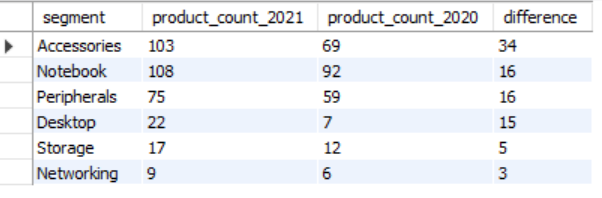 segment product_count_2021 product_count_2020 difference
Accessories 103 69 34
Notebook 108 92 16
Peripherals 75 59 16
Desktop 22 7 15
Storage 17 12 5
Networking 9 6 3